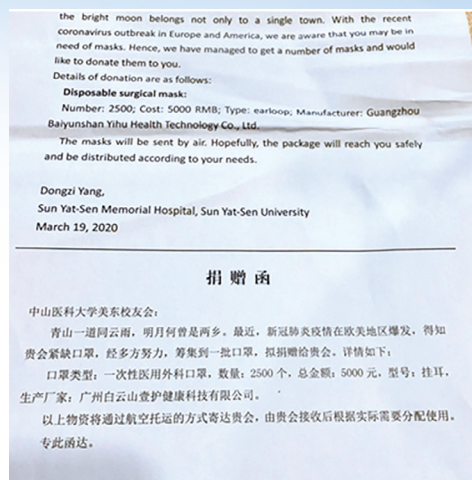 the bright moon belongs not only to a single town. With the recent
coronavirus outbreak in Europe and America, we are aware that you may be in
need of masks. Hence, we have managed to get a number of masks and would
like to donate them to you.
Details of donation are as follows:
Disposable surgical mask:
Number: 2500; Cost: 5000 RMB; Type: earloop; Manufacturer: Guangzhou
Baiyunshan Yihu Health Technology Co., Ltd.
The masks will be sent by air. Hopefully, the package will reach you safely
and be distributed according to your needs.
Dongzi Yang,
Sun Yat-Sen Memorial Hospital, Sun Yat-Sen University
March 19, 2020
捐 赠 函
中山医科大学美东校友会：
青山一道同云雨，明月何曾是两乡。最近，新冠肺炎疫情在欧美地区爆发，得知
贵会紧缺口罩，经多方努力，筹集到一批口罩，拟捐赠给贵会。详情如下：
口罩类型：一次性医用外科口罩，数量：2500 个，总金额：5000 元，型号：挂耳，
生产厂家：广州白云山壹护健康科技有限公司。
以上物资将通过航空托运的方式寄达贵会，由贵会接收后根据实际需要分配使用。
专此函达。